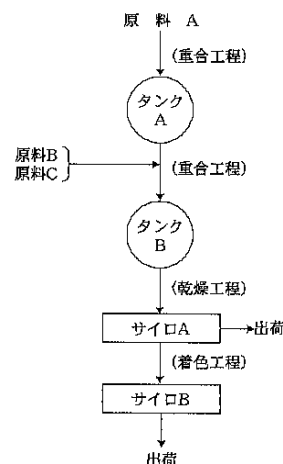 原料A
(重合工程)
タンク
A
原料B
原料C
(重合工程)
タンク
B
(乾燥工程)
サイロA
出荷
(着色工程)
サイロB
出荷